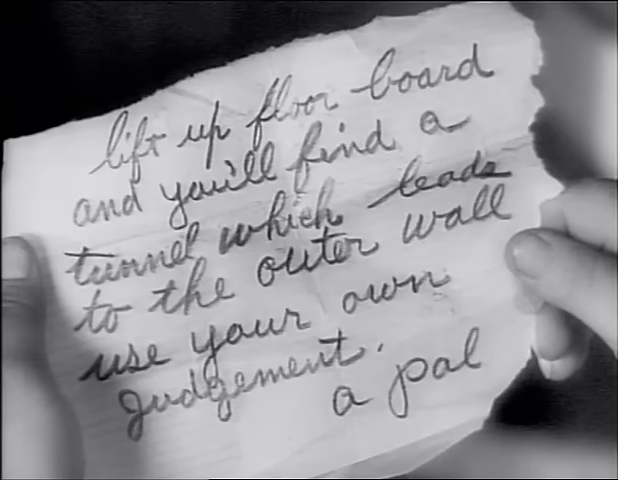 lift up floor board
and you'll find a
tunnel which leads
to the outer wall
use your own
Judgement.
a pal